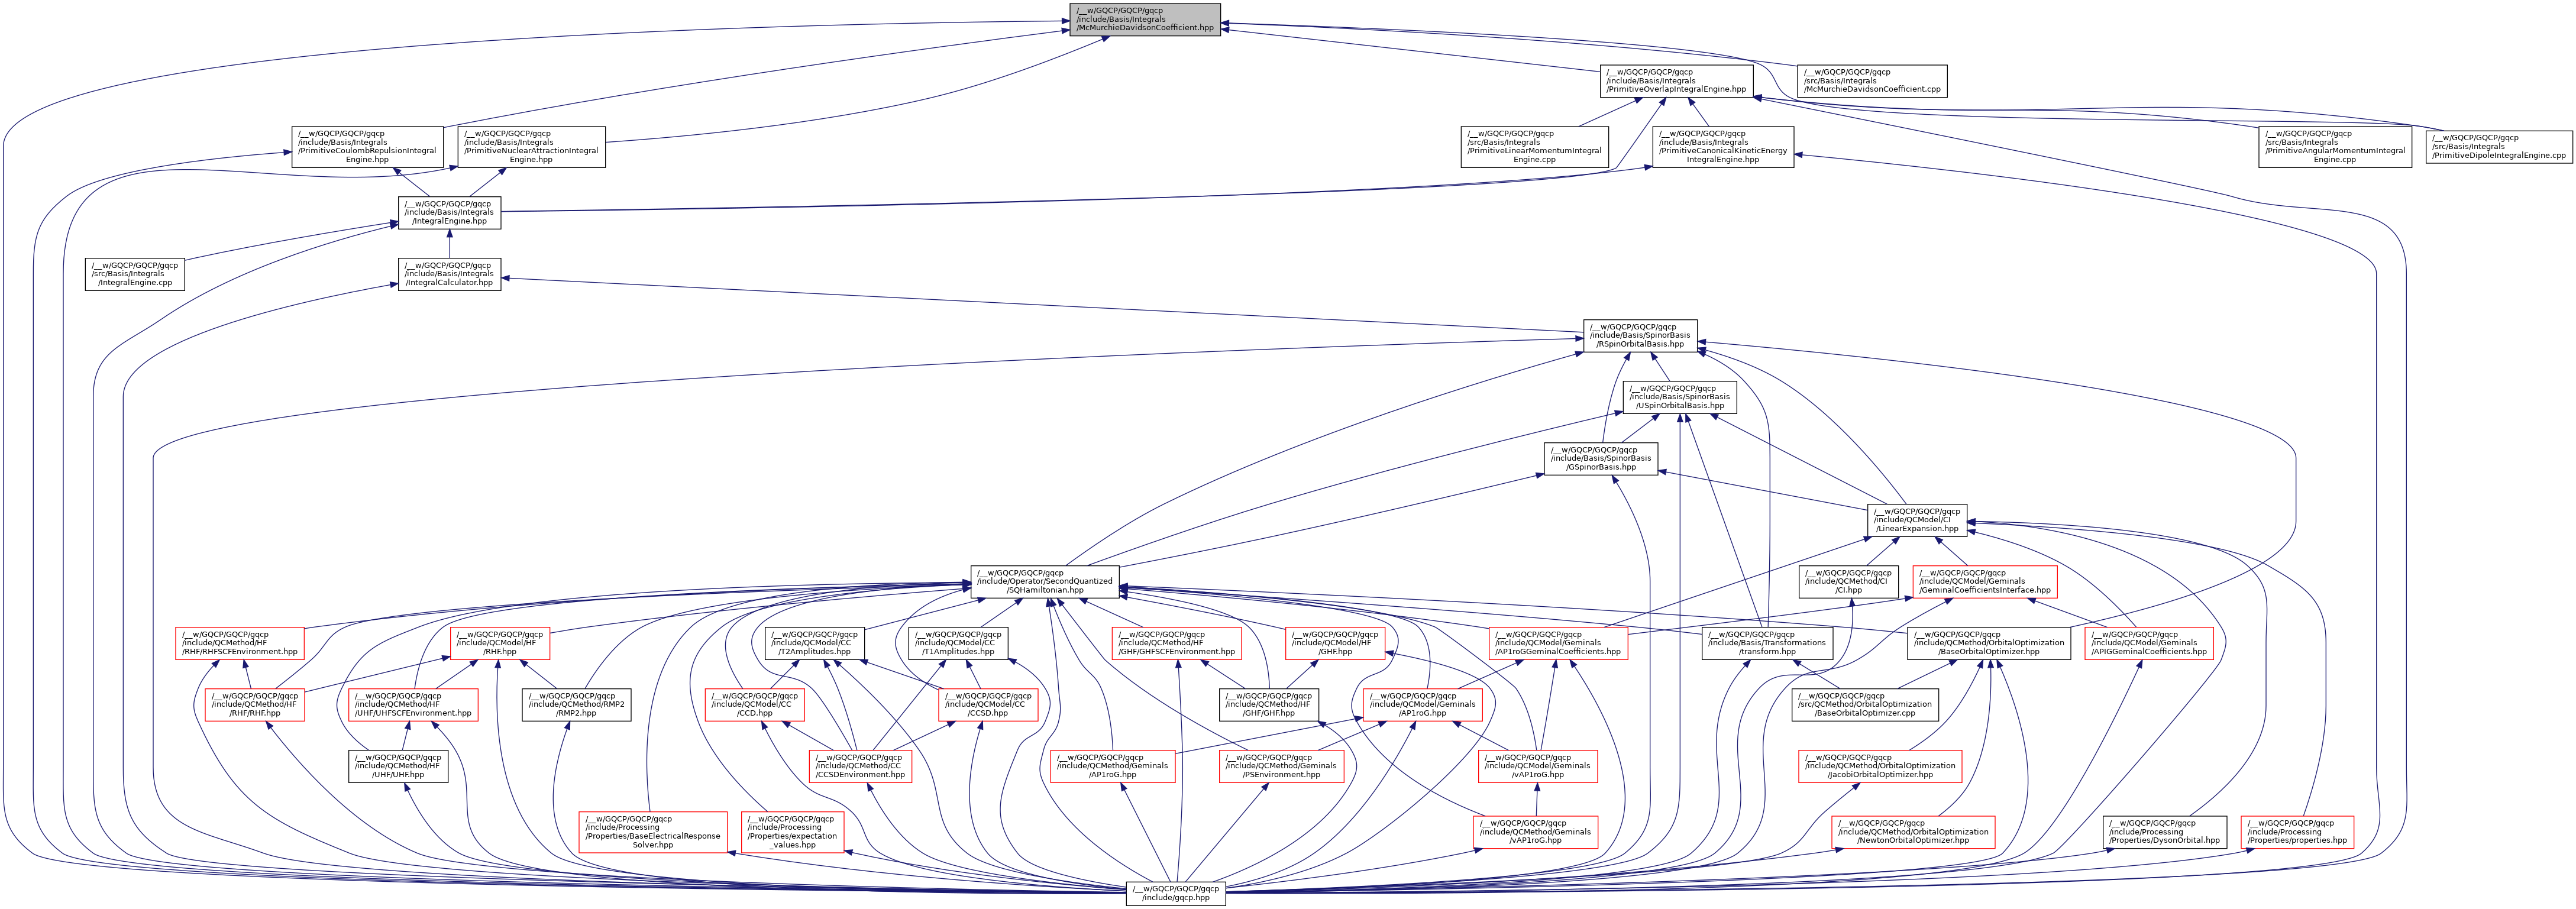 /__w/GQCP/GQCP/gqcp
/include/Basis/Integrals
/McMurchieDavidsonCoefficient.hpp
/__w/GQCP/GQCP/gqcp
/include/Basis/Integrals
/PrimitiveOverlapIntegralEngine.hpp
/__w/GQCP/GQCP/gqcp
/src/Basis/Integrals
/McMurchieDavidsonCoefficient.cpp
/__w/GQCP/GQCP/gqcp
/include/Basis/Integrals
/PrimitiveCoulombRepulsionIntegral
Engine.hpp
/__w/GQCP/GQCP/gqcp
/include/Basis/Integrals
/PrimitiveNuclearAttractionIntegral
Engine.hpp
/__w/GQCP/GQCP/gqcp
/src/Basis/Integrals
/PrimitiveLinearMomentumIntegral
Engine.cpp
/__w/GQCP/GQCP/gqcp
/include/Basis/Integrals
/PrimitiveCanonicalKineticEnergy
IntegralEngine.hpp
/__w/GQCP/GQCP/gqcp
/src/Basis/Integrals
/PrimitiveAngularMomentumIntegral
Engine.cpp
/__w/GQCP/GQCP/gqcp
/src/Basis/Integrals
/PrimitiveDipoleIntegralEngine.cpp
/__w/GQCP/GQCP/gqcp
/include/Basis/Integrals
/IntegralEngine.hpp
/__w/GQCP/GQCP/gqcp
/src/Basis/Integrals
/IntegralEngine.cpp
/__w/GQCP/GQCP/gqcp
/include/Basis/Integrals
/IntegralCalculator.hpp
/__w/GQCP/GQCP/gqcp
/include/Basis/SpinorBasis
/RSpinOrbitalBasis.hpp
/__w/GQCP/GQCP/gqcp
/include/Basis/SpinorBasis
/USpinOrbitalBasis.hpp
/__w/GQCP/GQCP/gqcp
/include/Basis/SpinorBasis
/GSpinorBasis.hpp
/__w/GQCP/GQCP/gqcp
/include/QCModel/CI
/LinearExpansion.hpp
/__w/GQCP/GQCP/gqcp
/include/Operator/SecondQuantized
/SQHamiltonian.hpp
/__w/GQCP/GQCP/gqcp
/include/QCMethod/CI
/CI.hpp
/__w/GQCP/GQCP/gqcp
/include/QCModel/Geminals
/GeminalCoefficientsInterface.hpp
/__w/GQCP/GQCP/gqcp
/include/QCMethod/HF
/RHF/RHFSCFEnvironment.hpp
/__w/GQCP/GQCP/gqcp
/include/QCModel/HF
/RHF.hpp
/__w/GQCP/GQCP/gqcp
/include/QCModel/CC
/T2Amplitudes.hpp
/__w/GQCP/GQCP/gqcp
/include/QCModel/CC
/T1Amplitudes.hpp
/__w/GQCP/GQCP/gqcp
/include/QCMethod/HF
/GHF/GHFSCFEnvironment.hpp
/__w/GQCP/GQCP/gqcp
/include/QCModel/HF
/GHF.hpp
/__w/GQCP/GQCP/gqcp
/include/QCModel/Geminals
/AP1roGGeminalCoefficients.hpp
/__w/GQCP/GQCP/gqcp
/include/Basis/Transformations
/transform.hpp
/__w/GQCP/GQCP/gqcp
/include/QCMethod/OrbitalOptimization
/BaseOrbitalOptimizer.hpp
/__w/GQCP/GQCP/gqcp
/include/QCModel/Geminals
/APIGGeminalCoefficients.hpp
/__w/GQCP/GQCP/gqcp
/include/QCMethod/HF
/RHF/RHF.hpp
/__w/GQCP/GQCP/gqcp
/include/QCMethod/HF
/UHF/UHFSCFEnvironment.hpp
/__w/GQCP/GQCP/gqcp
/include/QCMethod/RMP2
/RMP2.hpp
/__w/GQCP/GQCP/gqcp
/include/QCModel/CC
/CCD.hpp
/__w/GQCP/GQCP/gqcp
/include/QCModel/CC
/CCSD.hpp
/__w/GQCP/GQCP/gqcp
/include/QCMethod/HF
/GHF/GHF.hpp
/__w/GQCP/GQCP/gqcp
/include/QCModel/Geminals
/AP1roG.hpp
/__w/GQCP/GQCP/gqcp
/src/QCMethod/OrbitalOptimization
/BaseOrbitalOptimizer.cpp
/__w/GQCP/GQCP/gqcp
/include/QCMethod/HF
/UHF/UHF.hpp
/__w/GQCP/GQCP/gqcp
/include/QCMethod/CC
/CCSDEnvironment.hpp
/__w/GQCP/GQCP/gqcp
/include/QCMethod/Geminals
/AP1roG.hpp
/__w/GQCP/GQCP/gqcp
/include/QCMethod/Geminals
/PSEnvironment.hpp
/__w/GQCP/GQCP/gqcp
/include/QCModel/Geminals
/vAP1roG.hpp
/__w/GQCP/GQCP/gqcp
/include/QCMethod/OrbitalOptimization
/JacobiOrbitalOptimizer.hpp
/__w/GQCP/GQCP/gqcp
/include/Processing
/Properties/BaseElectricalResponse
Solver.hpp
/__w/GQCP/GQCP/gqcp
/include/Processing
/Properties/expectation
_values.hpp
/__w/GQCP/GQCP/gqcp
/include/QCMethod/Geminals
/vAP1roG.hpp
/__w/GQCP/GQCP/gqcp
/include/QCMethod/OrbitalOptimization
/NewtonOrbitalOptimizer.hpp
/__w/GQCP/GQCP/gqcp
/include/Processing
/Properties/DysonOrbital.hpp
/__w/GQCP/GQCP/gqcp
/include/Processing
/Properties/properties.hpp
/__w/GQCP/GQCP/gqcp
/include/gqcp.hpp